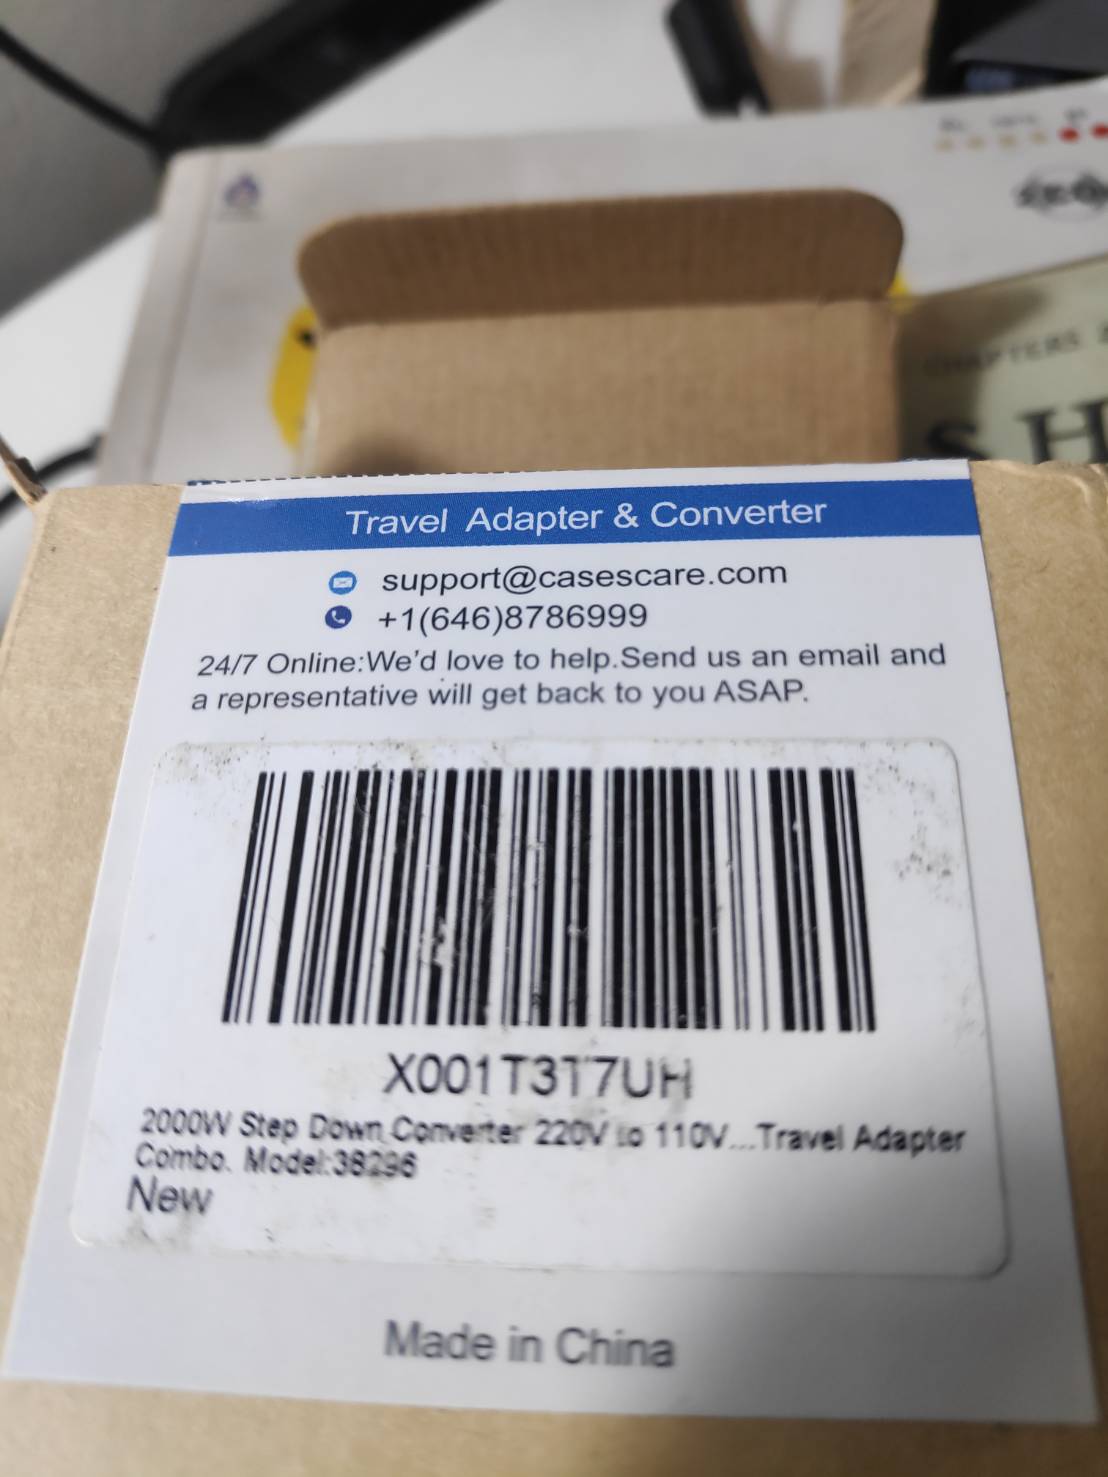 CHAPTERS
S H
Travel Adapter & Converter
support@casescare.com
+1(646)8786999
24/7 Online:We'd love to help.Send us an email and
a representative will get back to you ASAP.
X001T3T7UH
2000W Step Down Converter 220V to 110V...Travel Adapter
Combo. Model:38296
New
Made in China